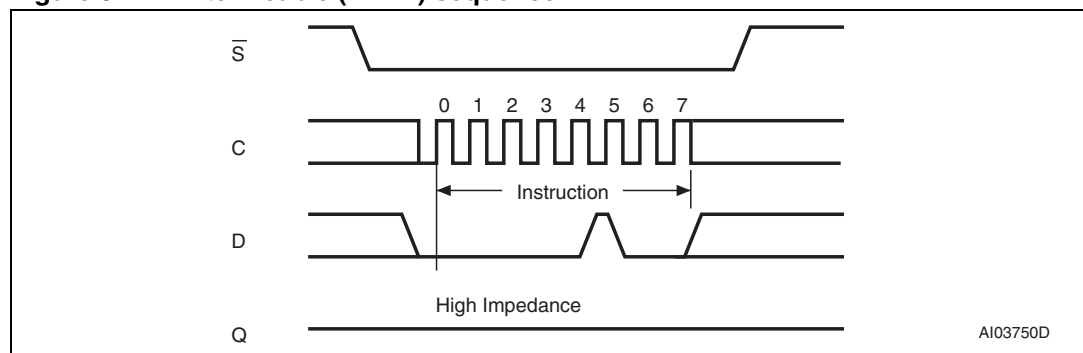 S̅
0 1 2 3 4 5 6 7
C
Instruction
D
High Impedance
Q
AI03750D